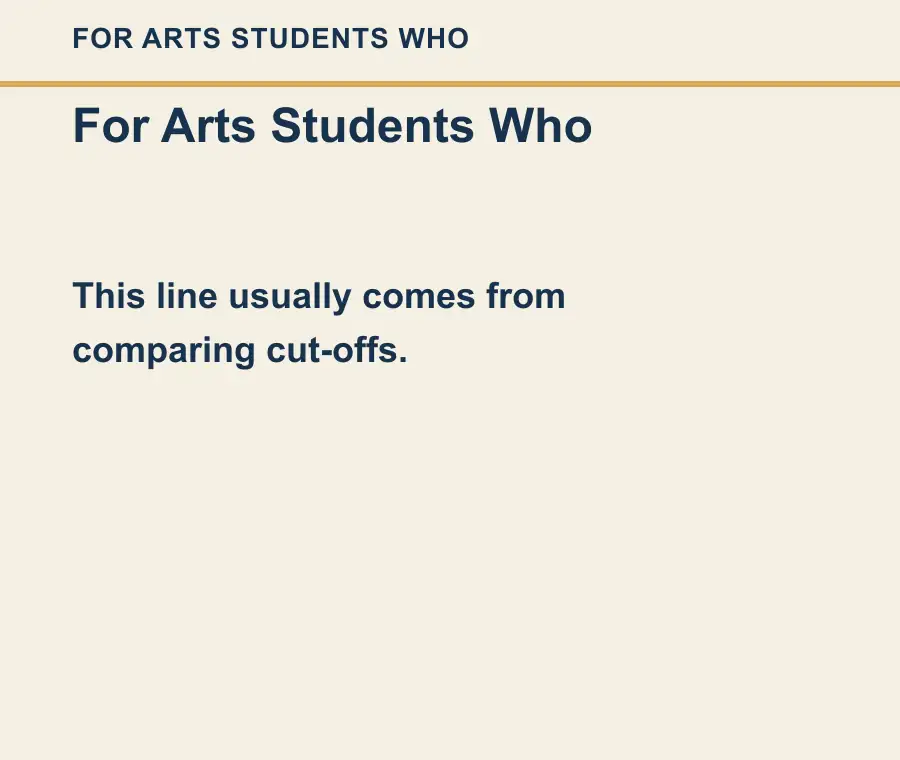 FOR ARTS STUDENTS WHO
For Arts Students Who
This line usually comes from
comparing cut-offs.